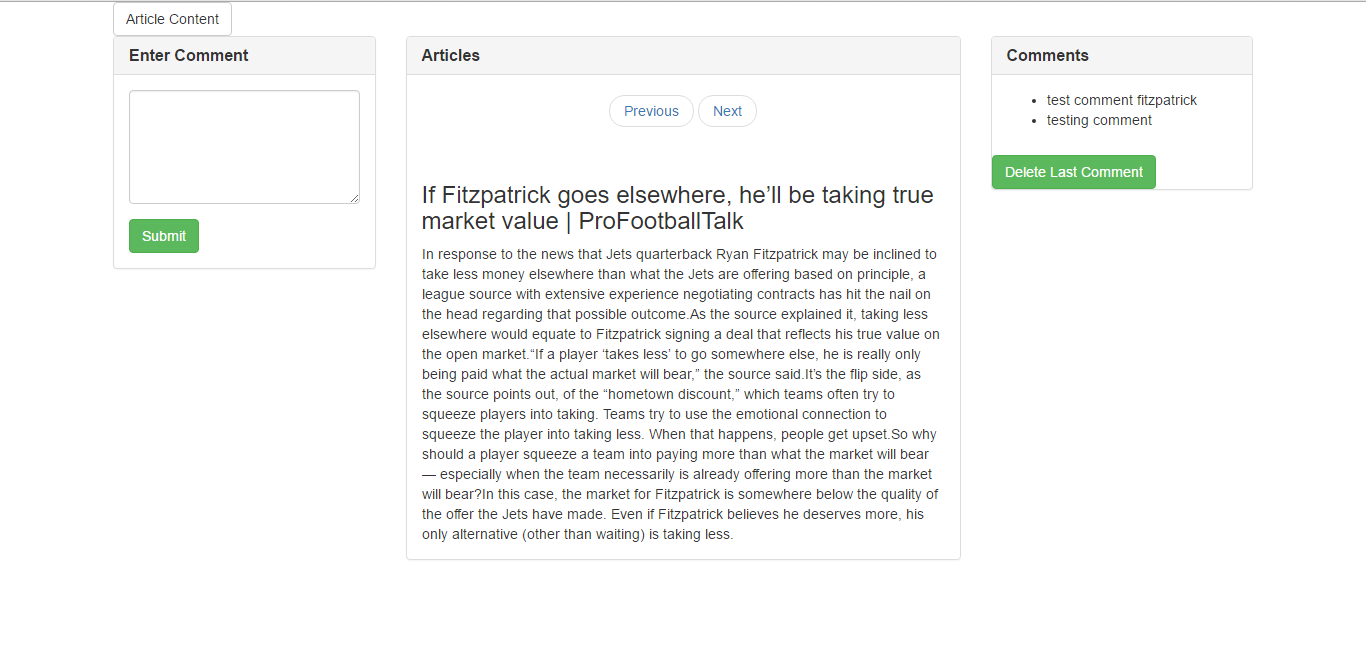 Article Content
Enter Comment
Submit
Articles
Previous
Next
If Fitzpatrick goes elsewhere, he’ll be taking true
market value | ProFootballTalk
In response to the news that Jets quarterback Ryan Fitzpatrick may be inclined to
take less money elsewhere than what the Jets are offering based on principle, a
league source with extensive experience negotiating contracts has hit the nail on
the head regarding that possible outcome.As the source explained it, taking less
elsewhere would equate to Fitzpatrick signing a deal that reflects his true value on
the open market.“If a player ‘takes less’ to go somewhere else, he is really only
being paid what the actual market will bear,” the source said.It’s the flip side, as
the source points out, of the “hometown discount,” which teams often try to
squeeze players into taking. Teams try to use the emotional connection to
squeeze the player into taking less. When that happens, people get upset.So why
should a player squeeze a team into paying more than what the market will bear
— especially when the team necessarily is already offering more than the market
will bear?In this case, the market for Fitzpatrick is somewhere below the quality of
the offer the Jets have made. Even if Fitzpatrick believes he deserves more, his
only alternative (other than waiting) is taking less.
Comments
test comment fitzpatrick
testing comment
Delete Last Comment